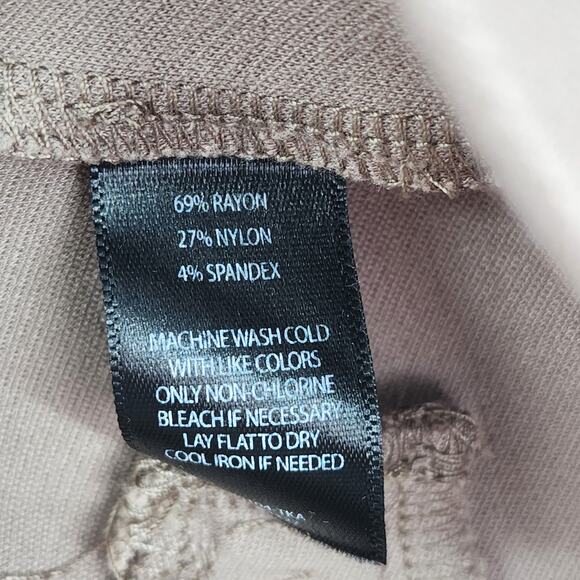 69% RAYON
27% NYLON
4% SPANDEX
MACHINE WASH COLD
WITH LIKE COLORS
ONLY NON-CHLORINE
BLEACH IF NECESSARY
LAY FLAT TO DRY
COOL IRON IF NEEDED